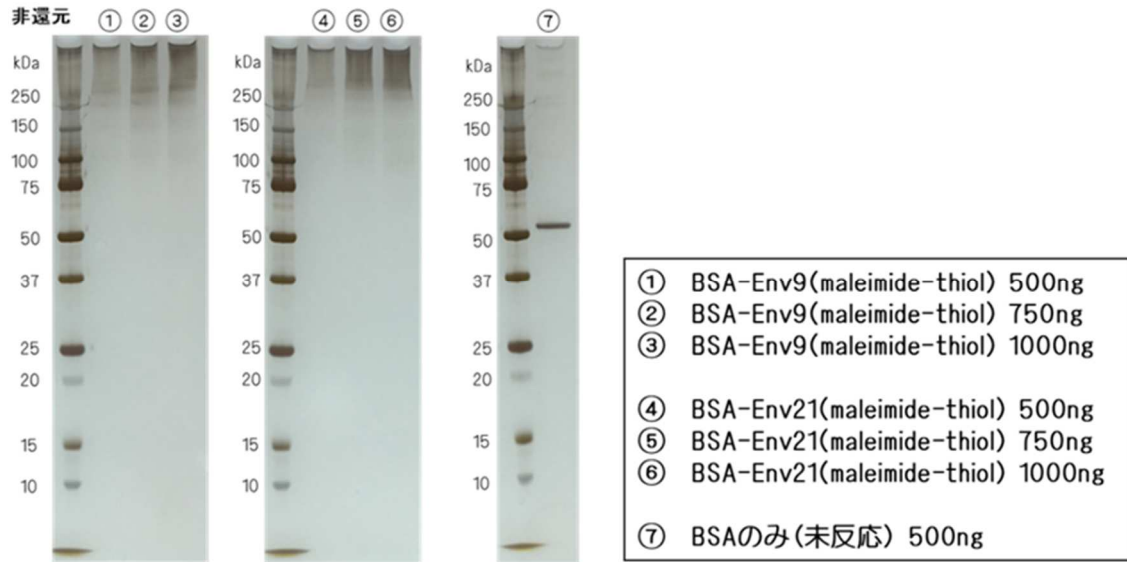 非還元
① ② ③
kDa
250
150
100
75
50
37
25
20
15
10
④ ⑤ ⑥
kDa
250
150
100
75
50
37
25
20
15
10
⑦
kDa
250
150
100
75
50
37
25
20
15
10
① BSA-Env9(maleimide-thiol) 500ng
② BSA-Env9(maleimide-thiol) 750ng
③ BSA-Env9(maleimide-thiol) 1000ng
④ BSA-Env21(maleimide-thiol) 500ng
⑤ BSA-Env21(maleimide-thiol) 750ng
⑥ BSA-Env21(maleimide-thiol) 1000ng
⑦ BSAのみ(未反応) 500ng